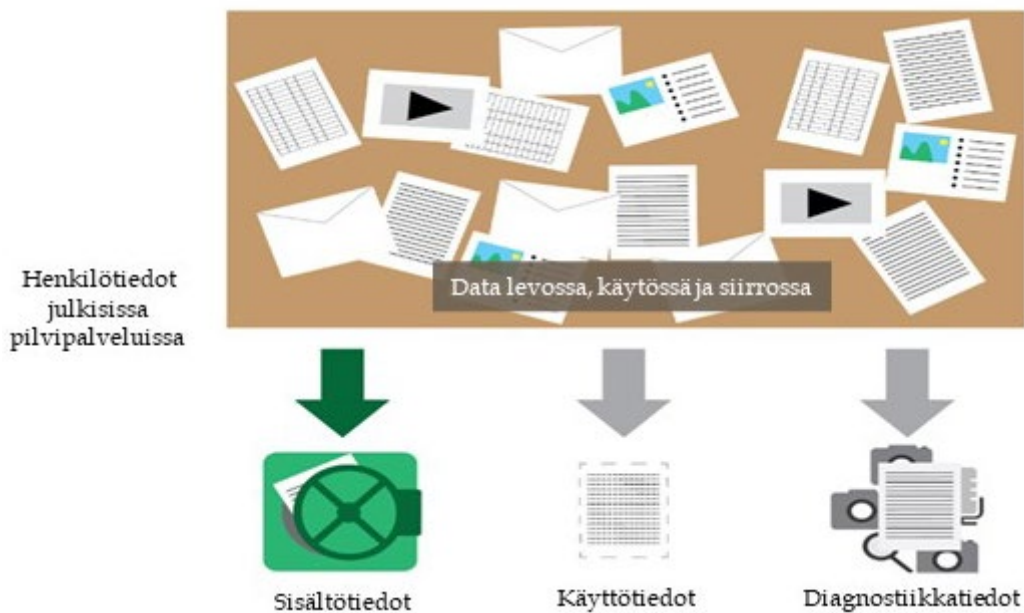 Data levossa, käytössä ja siirrossa
Henkilötiedot
julkisissa
pilvipalveluissa
Sisältötiedot
Käyttötiedot
Diagnostiikkatiedot